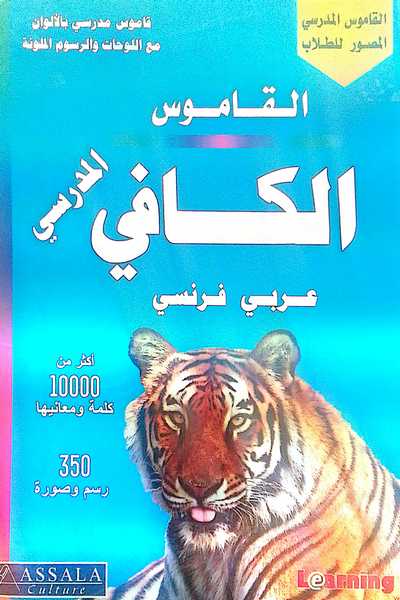 القاموس المدرسي
المصور للطلاب
قاموس مدرسي بالألوان
مع اللوحات والرسوم الملونة
القاموس
الكافي
المدرسي
عربي فرنسي
أكثر من
10000
كلمة ومعانيها
350
رسم وصورة
ASSALA
Culture
Learning